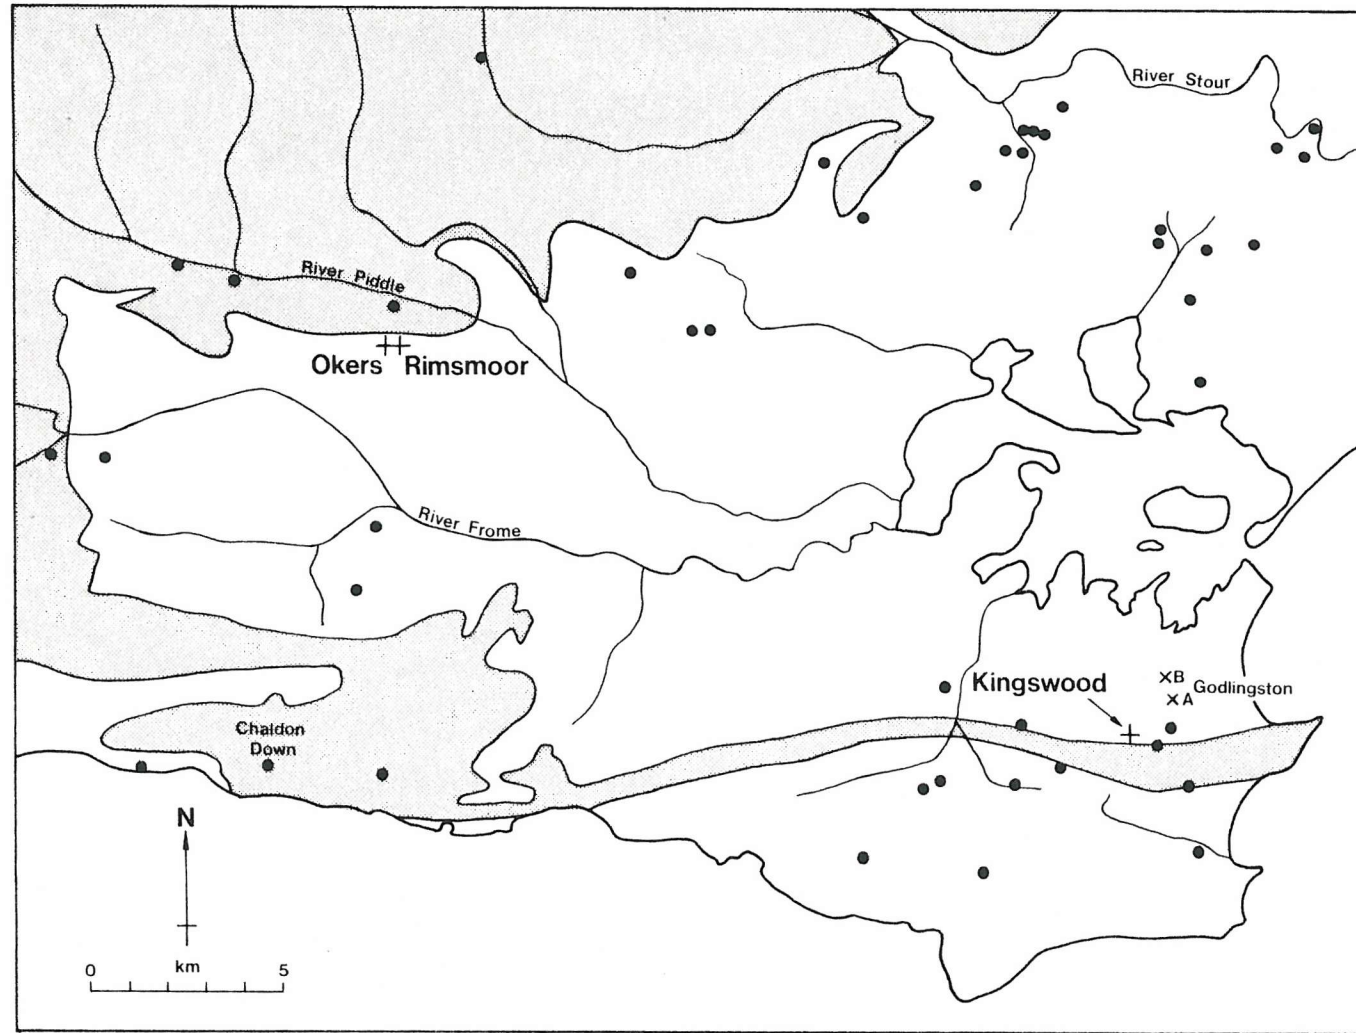 River Stour
River Piddle
Okers Rimsmoor
River Frome
Kingswood
B
Godlingston
A
Chaldon
Down
N
0 km 5